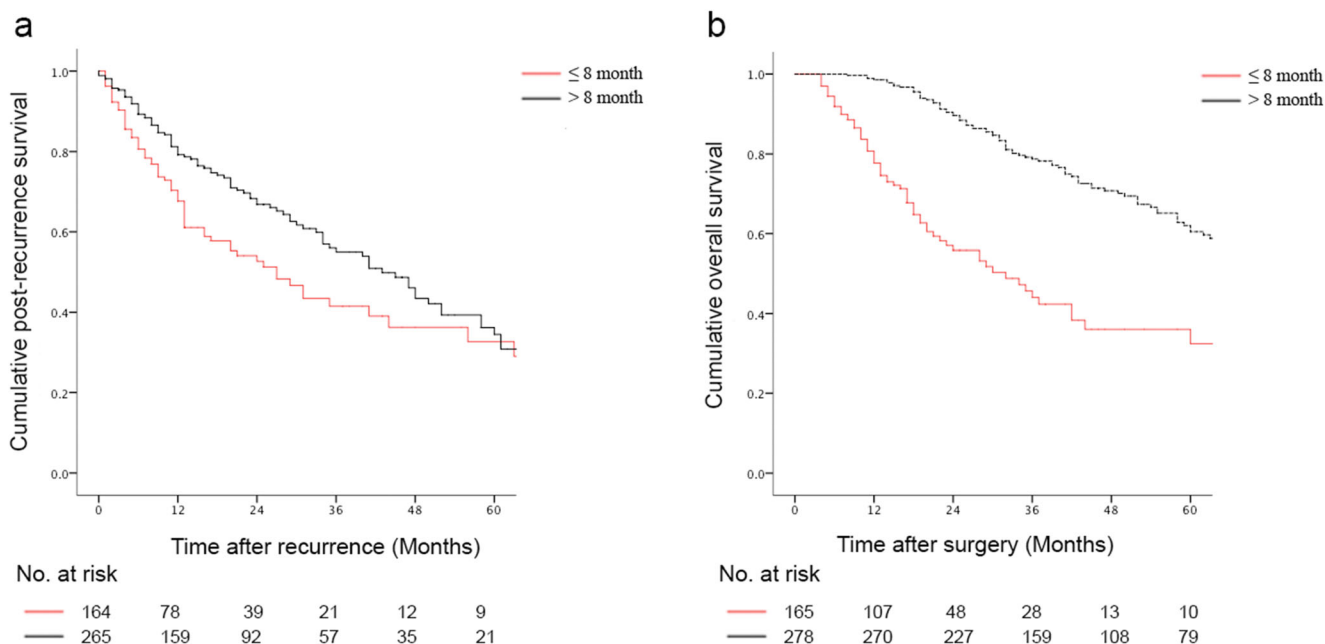 a
≤ 8 month
> 8 month
1.0
0.8
0.6
0.4
0.2
0.0
Cumulative post-recurrence survival
0 12 24 36 48 60
Time after recurrence (Months)
No. at risk
164 78 39 21 12 9
265 159 92 57 35 21
b
≤ 8 month
> 8 month
1.0
0.8
0.6
0.4
0.2
0.0
Cumulative overall survival
0 12 24 36 48 60
Time after surgery (Months)
No. at risk
165 107 48 28 13 10
278 270 227 159 108 79